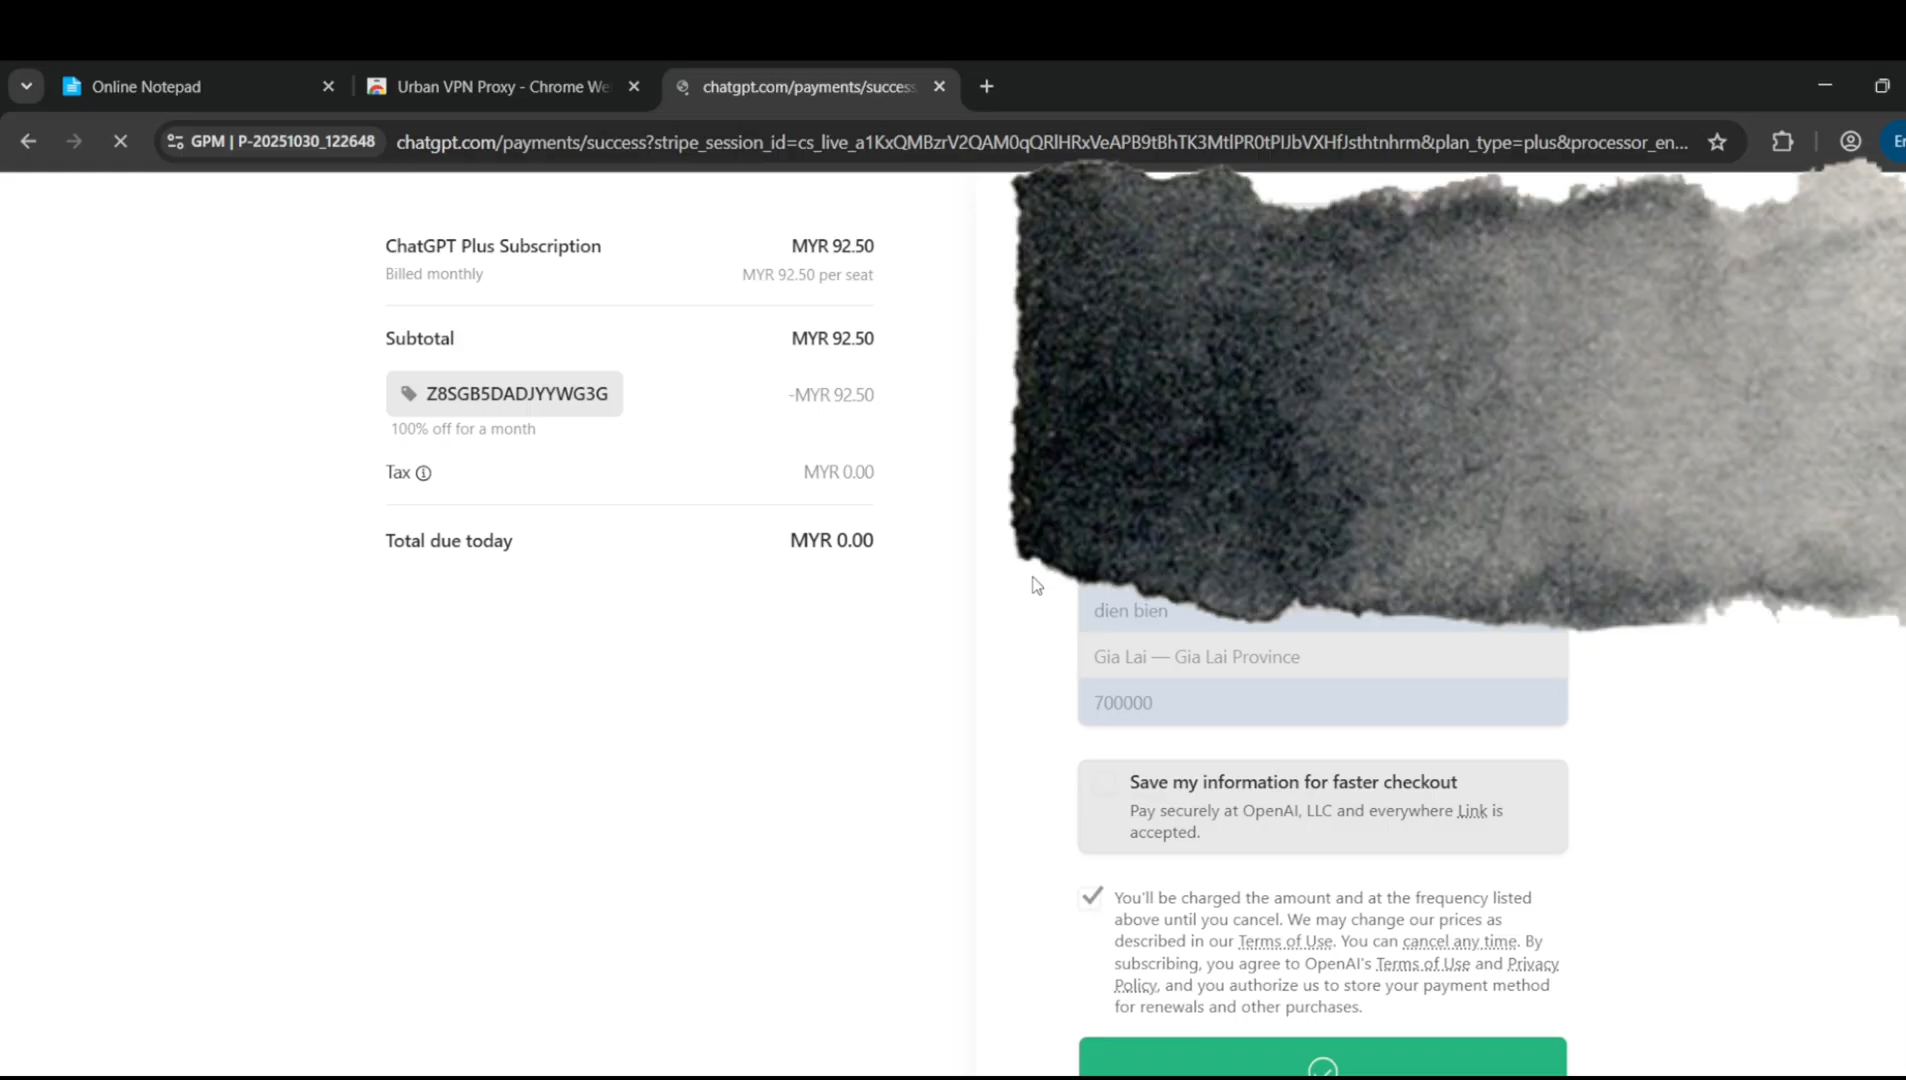 Online Notepad
Urban VPN Proxy - Chrome We
chatgpt.com/payments/succes
GPM | P-20251030_122648
chatgpt.com/payments/success?stripe_session_id=cs_live_a1KxQMBzrV2QAM0qQRlHRxVeAPB9tBhTK3MtlPR0tPlJbVXHfJsthtnhrm&plan_type=plus&processor_en...
ChatGPT Plus Subscription MYR 92.50
Billed monthly MYR 92.50 per seat
Subtotal MYR 92.50
Z8SGB5DADJYYWG3G -MYR 92.50
100% off for a month
Tax MYR 0.00
Total due today MYR 0.00
dien bien
Gia Lai — Gia Lai Province
700000
Save my information for faster checkout
Pay securely at OpenAI, LLC and everywhere Link is
accepted.
You'll be charged the amount and at the frequency listed
above until you cancel. We may change our prices as
described in our Terms of Use. You can cancel any time. By
subscribing, you agree to OpenAI's Terms of Use and Privacy
Policy, and you authorize us to store your payment method
for renewals and other purchases.